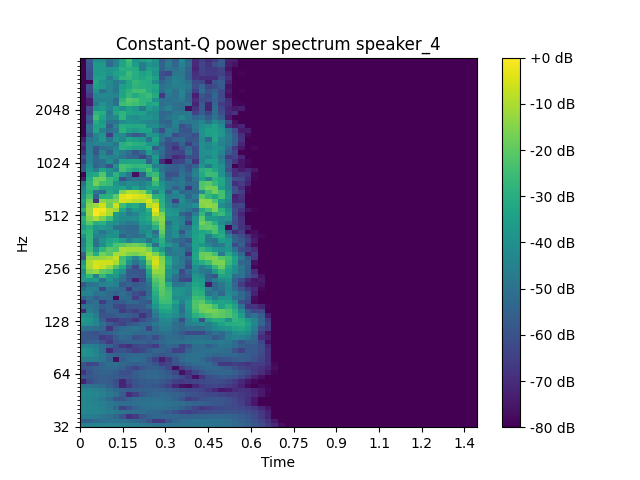 Constant-Q power spectrum speaker_4
Hz
2048
1024
512
256
128
64
32
0 0.15 0.3 0.45 0.6 0.75 0.9 1.1 1.2 1.4
Time
+0 dB
-10 dB
-20 dB
-30 dB
-40 dB
-50 dB
-60 dB
-70 dB
-80 dB